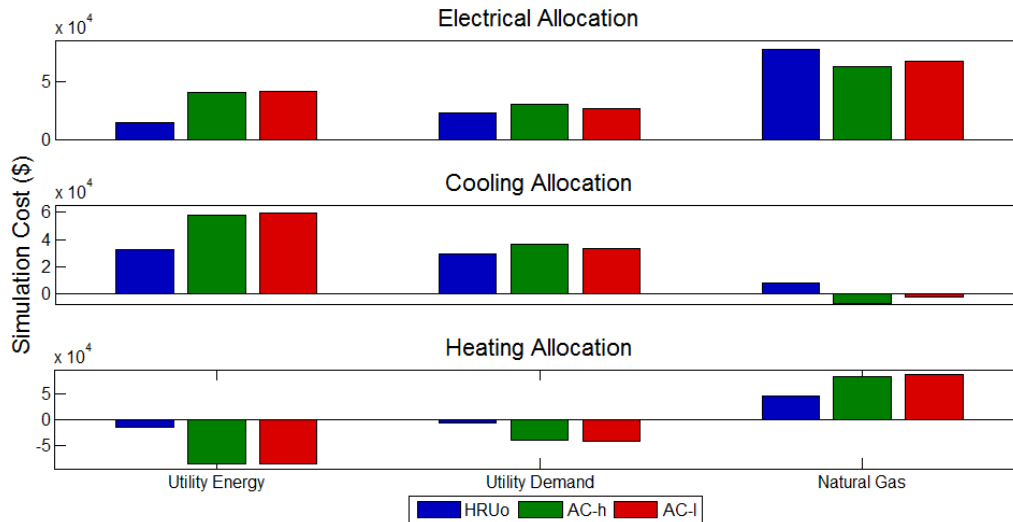 Electrical Allocation
x 10^4
5
0
Cooling Allocation
x 10^4
6
4
2
0
Simulation Cost ($)
Heating Allocation
x 10^4
5
0
-5
Utility Energy Utility Demand Natural Gas
HRUo AC-h AC-l